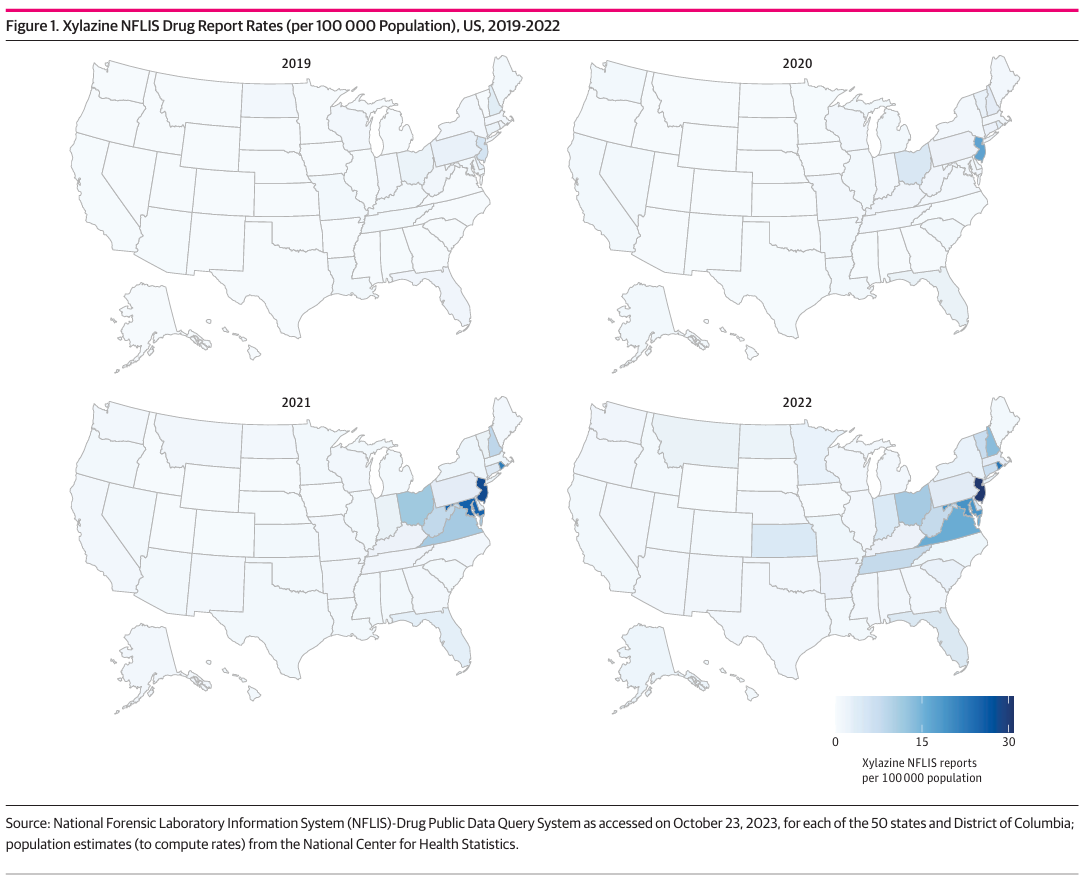 Figure 1. Xylazine NFLIS Drug Report Rates (per 100 000 Population), US, 2019-2022
2019
2020
2021
2022
0
15
30
Xylazine NFLIS reports
per 100 000 population
Source: National Forensic Laboratory Information System (NFLIS)-Drug Public Data Query System as accessed on October 23, 2023, for each of the 50 states and District of Columbia;
population estimates (to compute rates) from the National Center for Health Statistics.